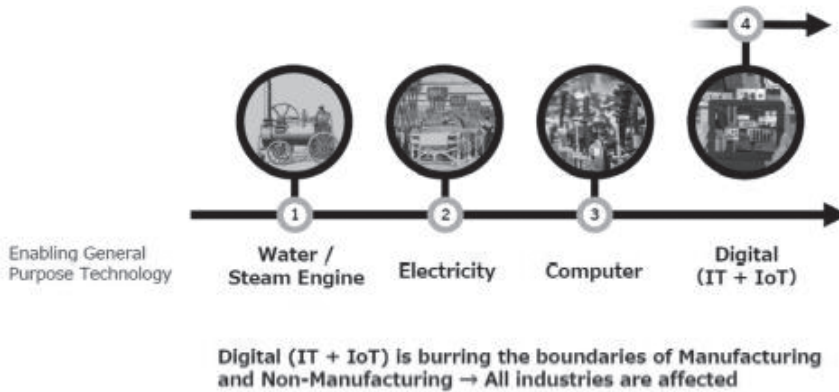 4
1
2
3
Enabling General
Purpose Technology
Water /
Steam Engine
Electricity
Computer
Digital
(IT + IoT)
Digital (IT + IoT) is burring the boundaries of Manufacturing
and Non-Manufacturing → All industries are affected